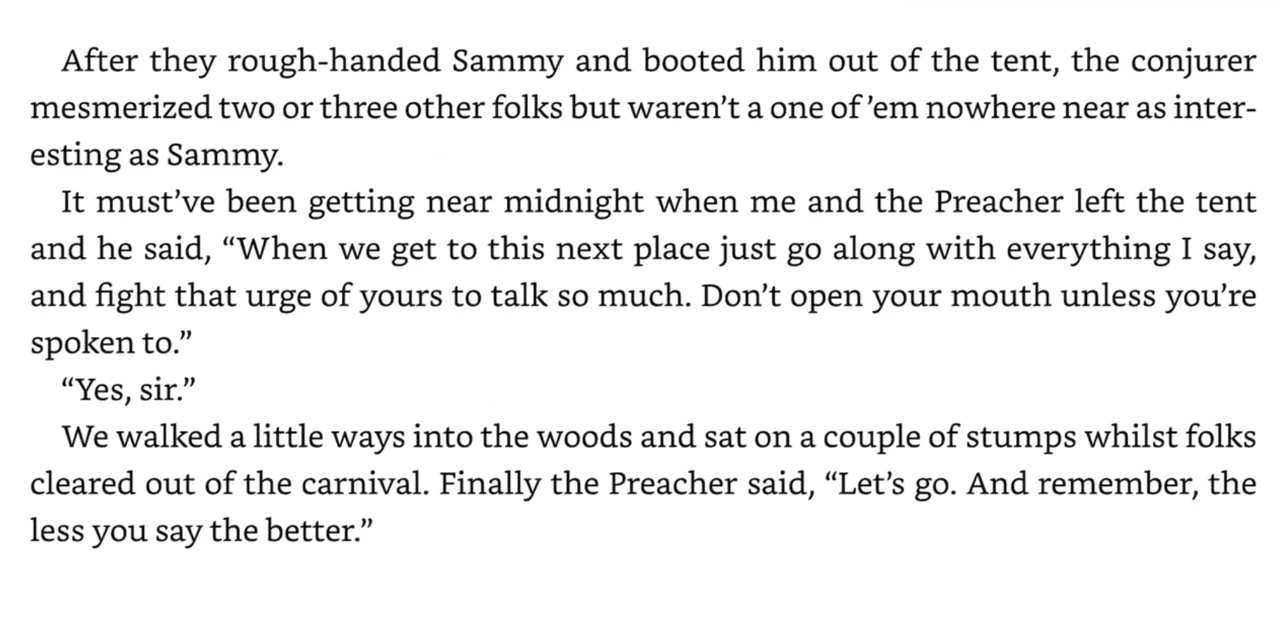 After they rough-handed Sammy and booted him out of the tent, the conjurer
mesmerized two or three other folks but waren’t a one of ’em nowhere near as inter-
esting as Sammy.
It must’ve been getting near midnight when me and the Preacher left the tent
and he said, “When we get to this next place just go along with everything I say,
and fight that urge of yours to talk so much. Don’t open your mouth unless you’re
spoken to.”
“Yes, sir.”
We walked a little ways into the woods and sat on a couple of stumps whilst folks
cleared out of the carnival. Finally the Preacher said, “Let’s go. And remember, the
less you say the better.”